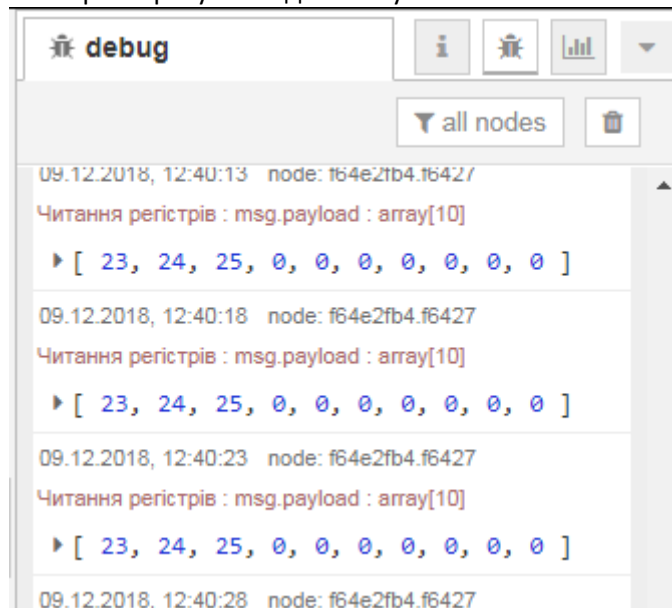 debug
all nodes
09.12.2018, 12:40:13 node: f64e2fb4.f6427
Читання регістрів : msg.payload : array[10]
[ 23, 24, 25, 0, 0, 0, 0, 0, 0, 0 ]
09.12.2018, 12:40:18 node: f64e2fb4.f6427
Читання регістрів : msg.payload : array[10]
[ 23, 24, 25, 0, 0, 0, 0, 0, 0, 0 ]
09.12.2018, 12:40:23 node: f64e2fb4.f6427
Читання регістрів : msg.payload : array[10]
[ 23, 24, 25, 0, 0, 0, 0, 0, 0, 0 ]
09.12.2018, 12:40:28 node: f64e2fb4.f6427